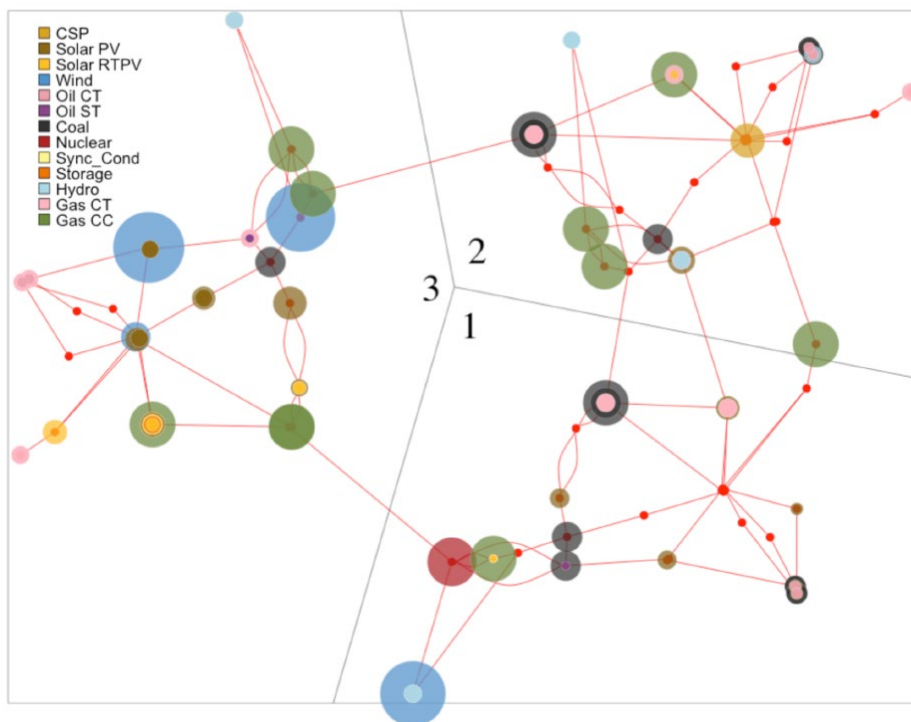 CSP
Solar PV
Solar RTPV
Wind
Oil CT
Oil ST
Coal
Nuclear
Sync_Cond
Storage
Hydro
Gas CT
Gas CC
2
3
1